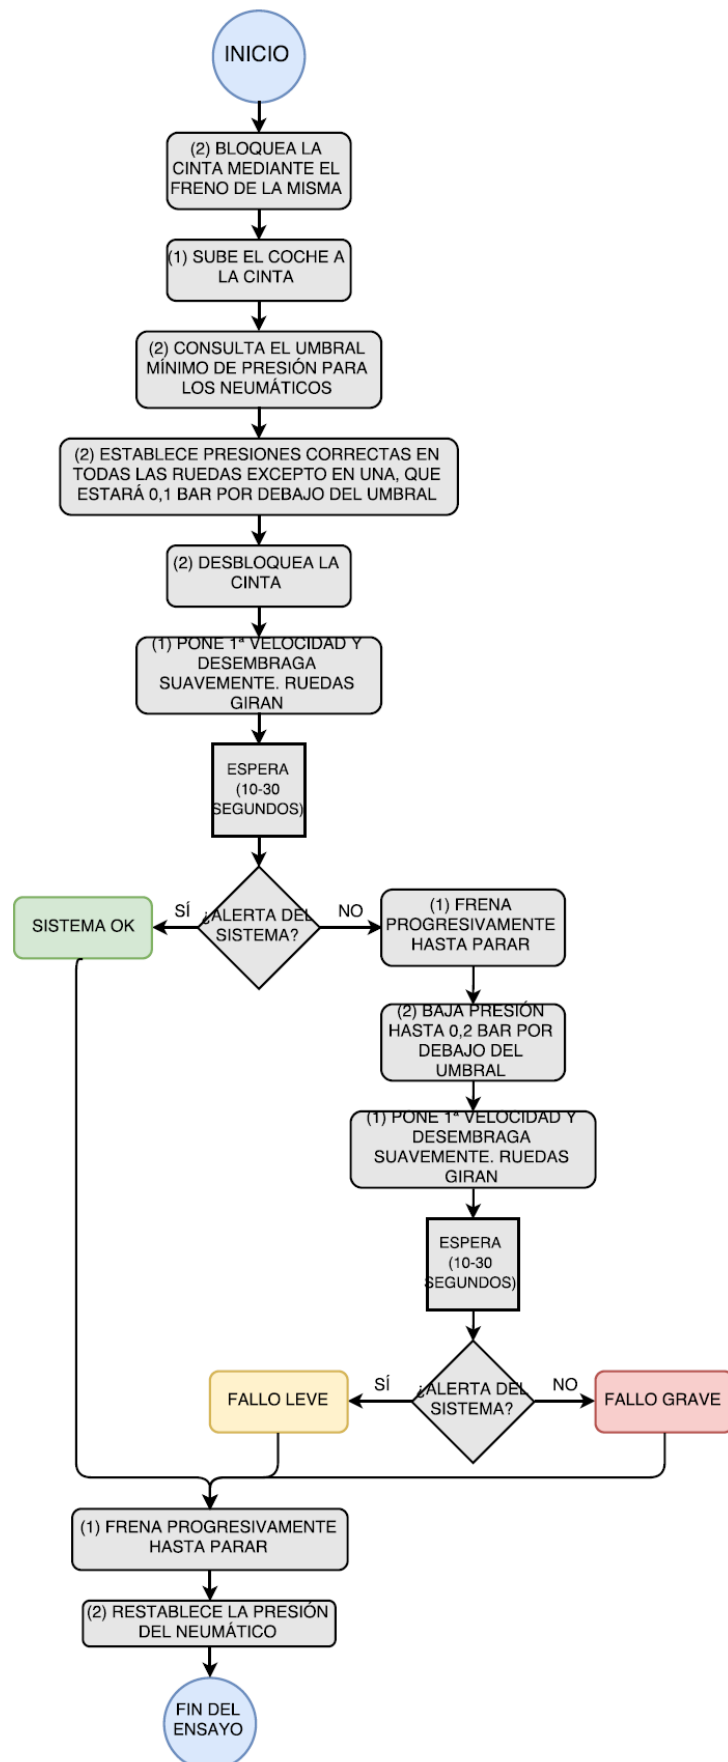 INICIO
(2) BLOQUEA LA
CINTA MEDIANTE EL
FRENO DE LA MISMA
(1) SUBE EL COCHE A
LA CINTA
(2) CONSULTA EL UMBRAL
MÍNIMO DE PRESIÓN PARA
LOS NEUMÁTICOS
(2) ESTABLECE PRESIONES CORRECTAS EN
TODAS LAS RUEDAS EXCEPTO EN UNA, QUE
ESTARÁ 0,1 BAR POR DEBAJO DEL UMBRAL
(2) DESBLOQUEA LA
CINTA
(1) PONE 1ª VELOCIDAD Y
DESEMBRAGA
SUAVEMENTE. RUEDAS
GIRAN
ESPERA
(10-30
SEGUNDOS)
¿ALERTA DEL
SISTEMA?
SÍ
NO
SISTEMA OK
(1) FRENA
PROGRESIVAMENTE
HASTA PARAR
(2) BAJA PRESIÓN
HASTA 0,2 BAR POR
DEBAJO DEL
UMBRAL
(1) PONE 1ª VELOCIDAD Y
DESEMBRAGA
SUAVEMENTE. RUEDAS
GIRAN
ESPERA
(10-30
SEGUNDOS)
¿ALERTA DEL
SISTEMA?
SÍ
NO
FALLO LEVE
FALLO GRAVE
(1) FRENA PROGRESIVAMENTE
HASTA PARAR
(2) RESTABLECE LA PRESIÓN
DEL NEUMÁTICO
FIN DEL
ENSAYO